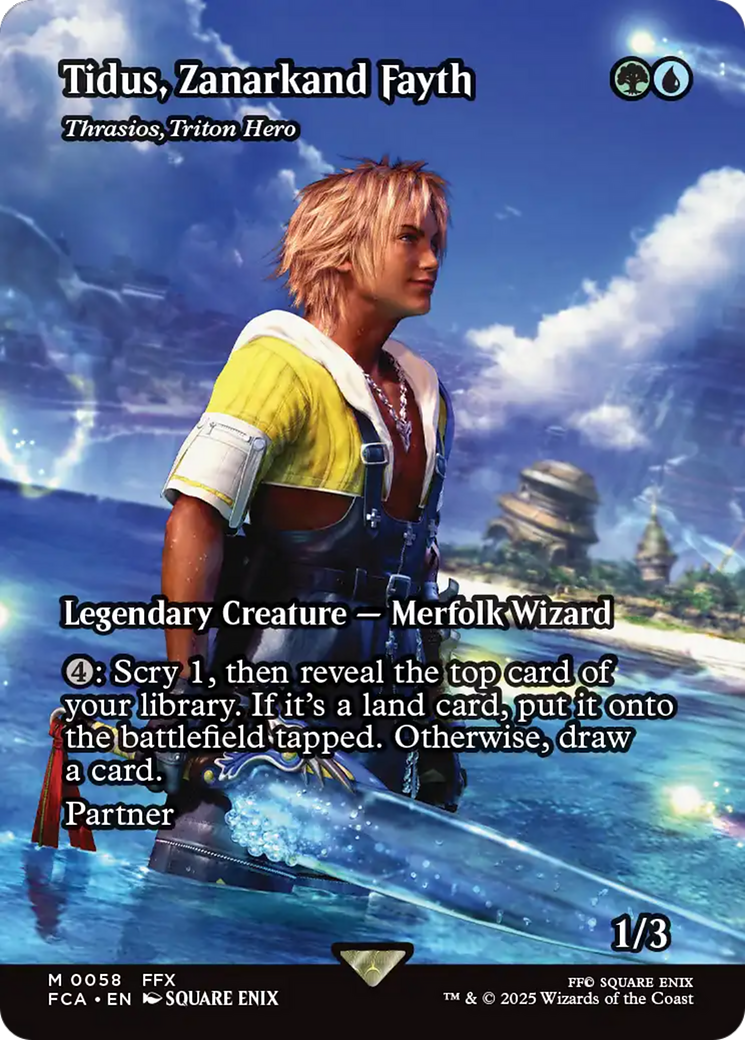 Tidus, Zanarkand Fayth
Thrasios, Triton Hero
Legendary Creature — Merfolk Wizard
4: Scry 1, then reveal the top card of
your library. If it's a land card, put it onto
the battlefield tapped. Otherwise, draw
a card.
Partner
1/3
M 0058 FFX
FCA • EN SQUARE ENIX
FF© SQUARE ENIX
™ & © 2025 Wizards of the Coast